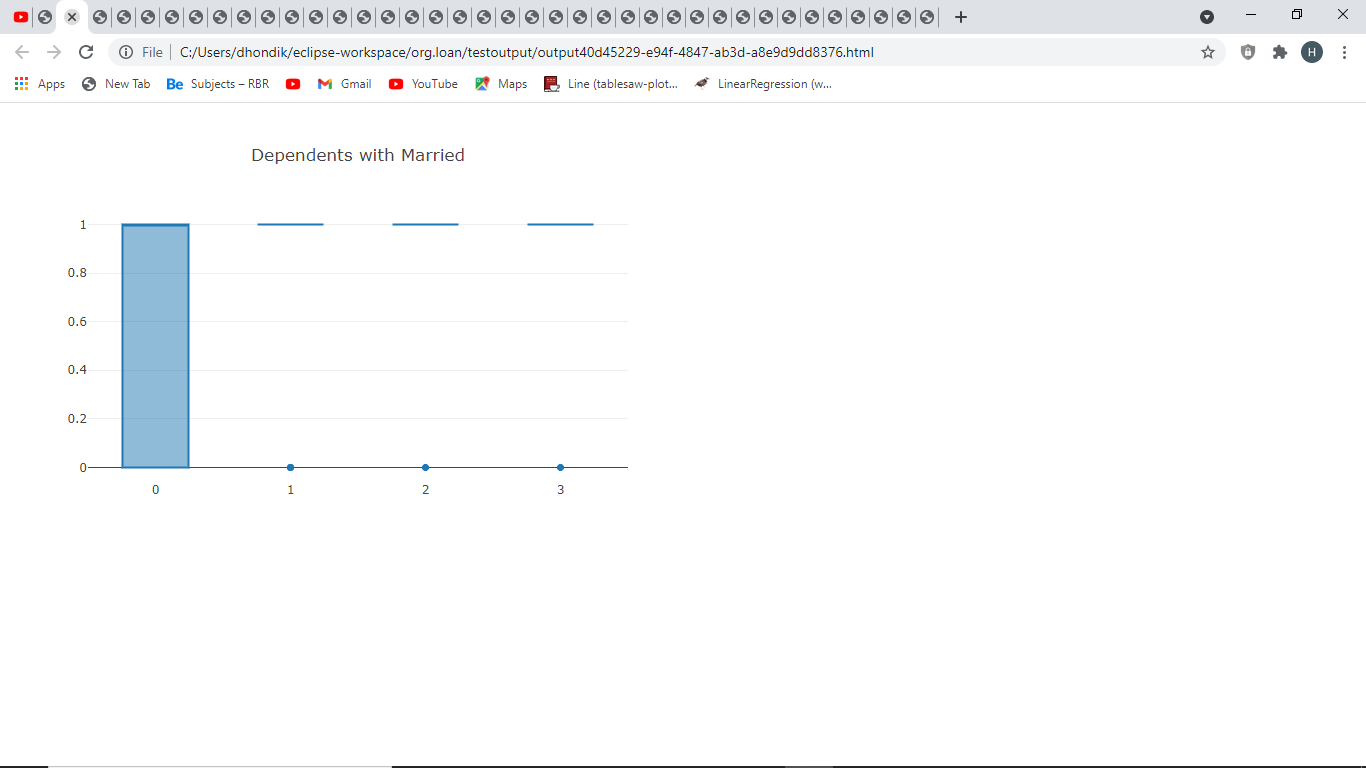 File C:/Users/dhondik/eclipse-workspace/org.loan/testoutput/output40d45229-e94f-4847-ab3d-a8e9d9dd8376.html H
Apps New Tab Be Subjects – RBR Gmail YouTube Maps Line (tablesaw-plot... LinearRegression (w...
Dependents with Married
1
0.8
0.6
0.4
0.2
0
0 1 2 3